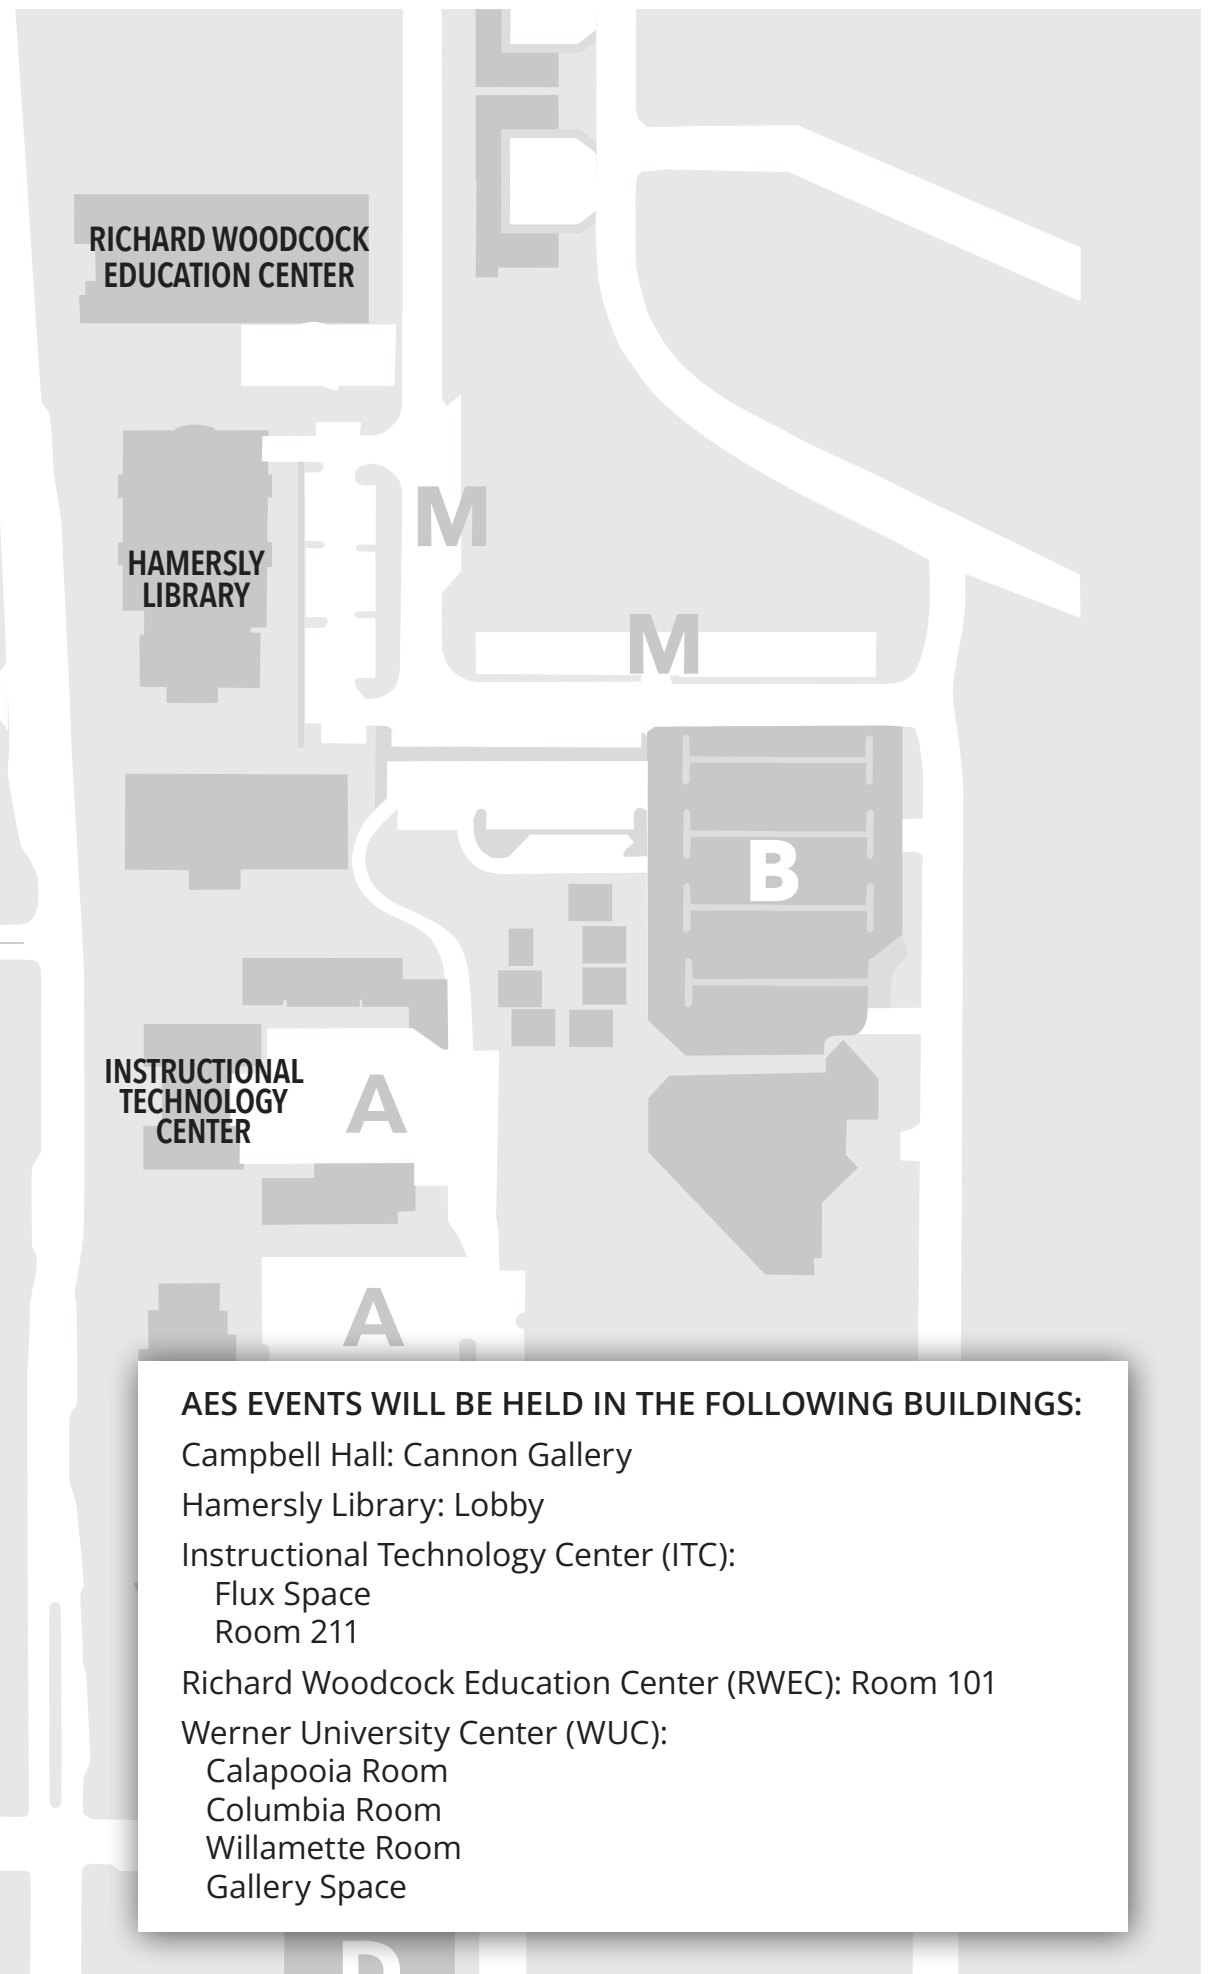 RICHARD WOODCOCK
EDUCATION CENTER
M
HAMERSLY
LIBRARY
M
B
INSTRUCTIONAL
TECHNOLOGY
CENTER
A
A
AES EVENTS WILL BE HELD IN THE FOLLOWING BUILDINGS:
Campbell Hall: Cannon Gallery
Hamersly Library: Lobby
Instructional Technology Center (ITC):
Flux Space
Room 211
Richard Woodcock Education Center (RWEC): Room 101
Werner University Center (WUC):
Calapooia Room
Columbia Room
Willamette Room
Gallery Space